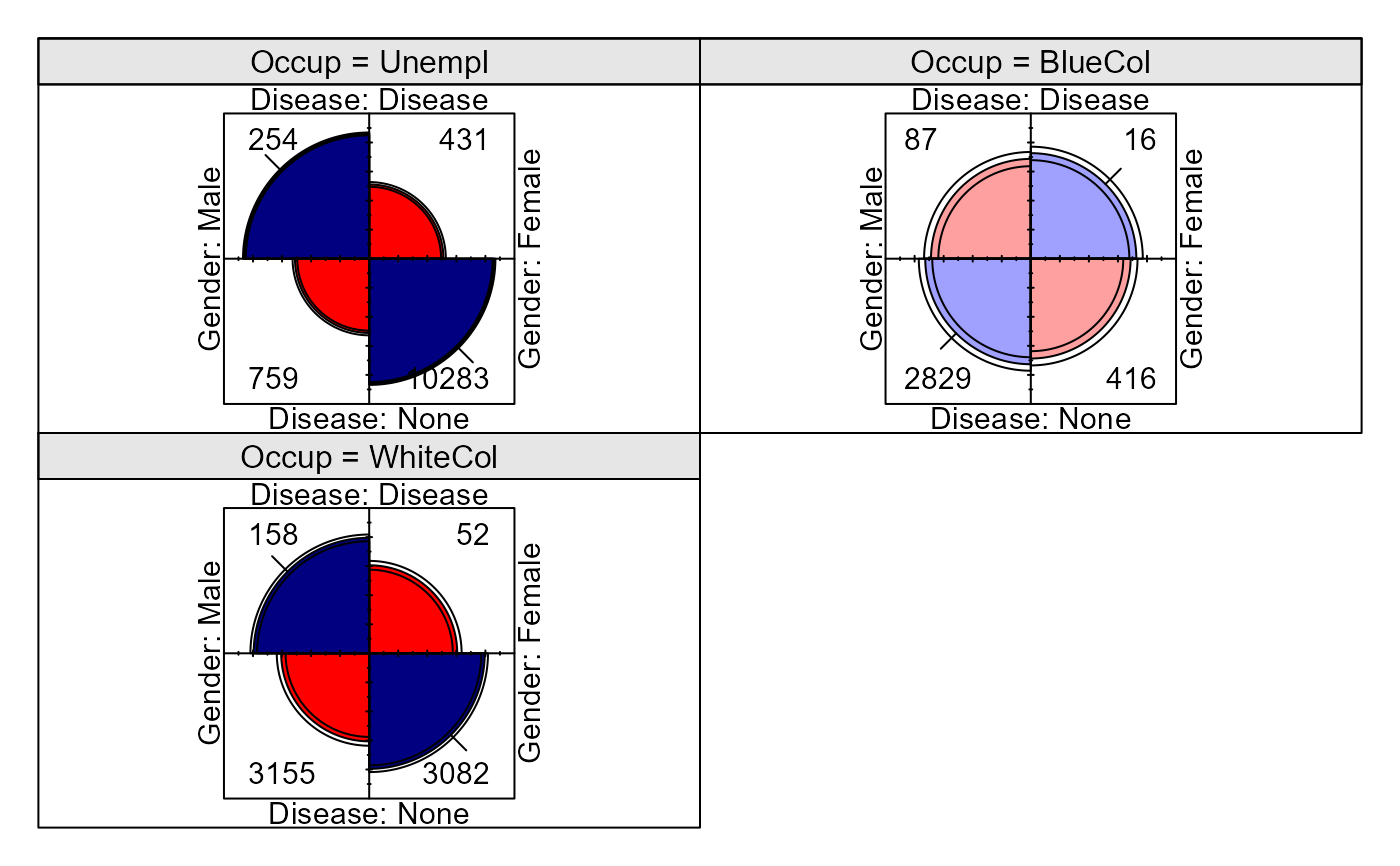 Occup = Unempl
Disease: Disease
254
431
Gender: Male
Gender: Female
759
10283
Disease: None
Occup = BlueCol
Disease: Disease
87
16
Gender: Male
Gender: Female
2829
416
Disease: None
Occup = WhiteCol
Disease: Disease
158
52
Gender: Male
Gender: Female
3155
3082
Disease: None